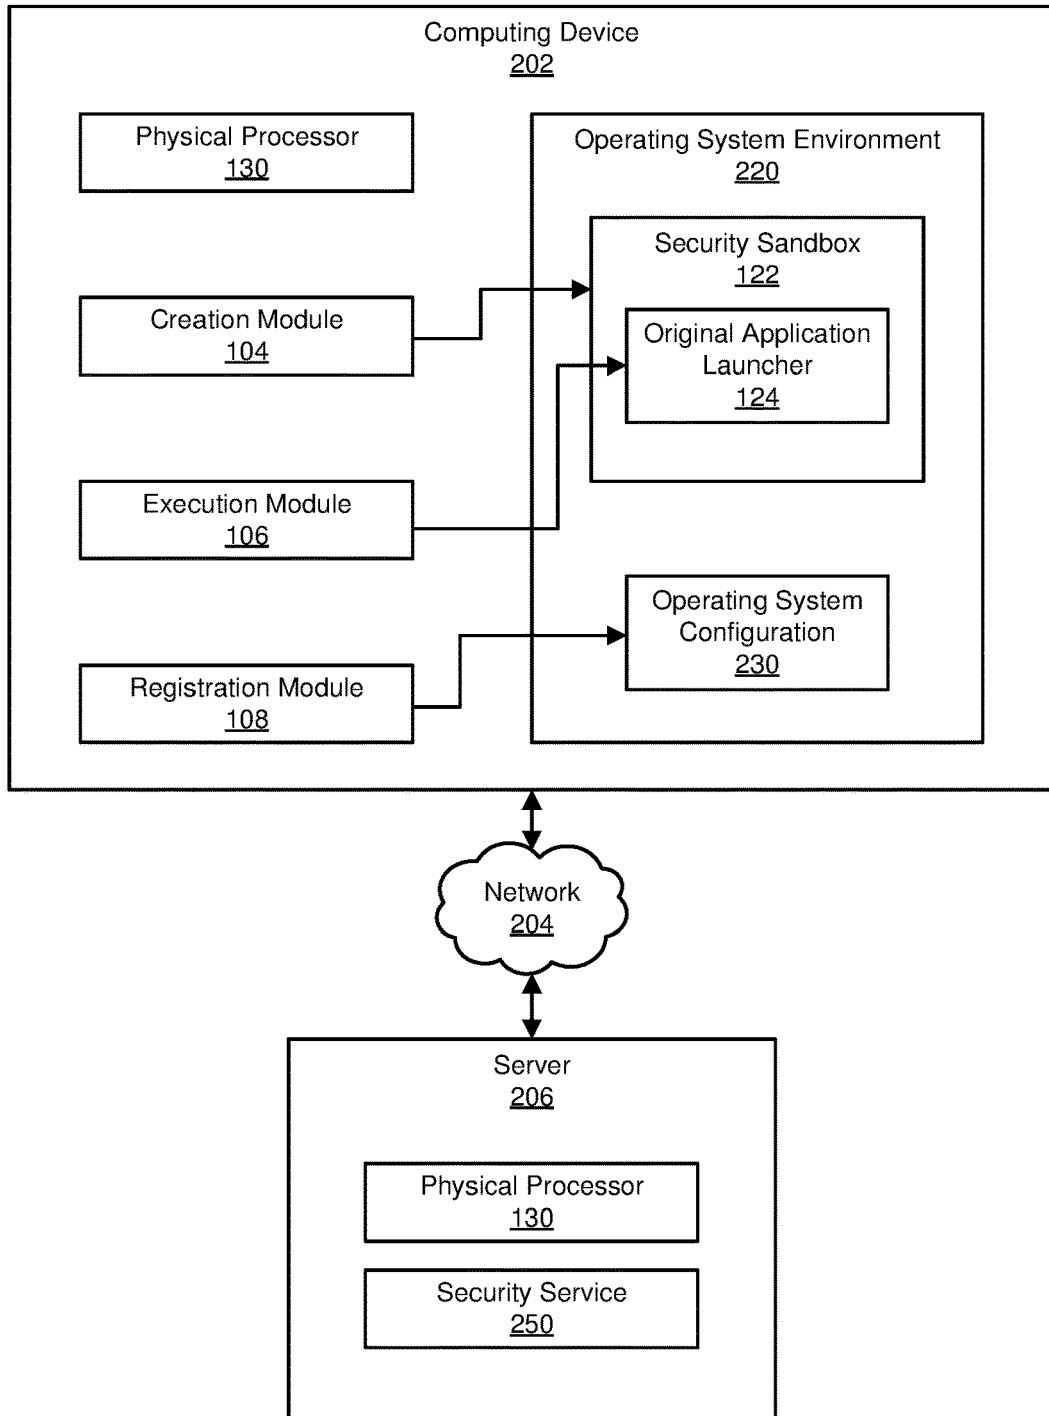 Computing Device
202
Physical Processor
130
Operating System Environment
220
Security Sandbox
122
Creation Module
104
Original Application
Launcher
124
Execution Module
106
Operating System
Configuration
230
Registration Module
108
Network
204
Server
206
Physical Processor
130
Security Service
250